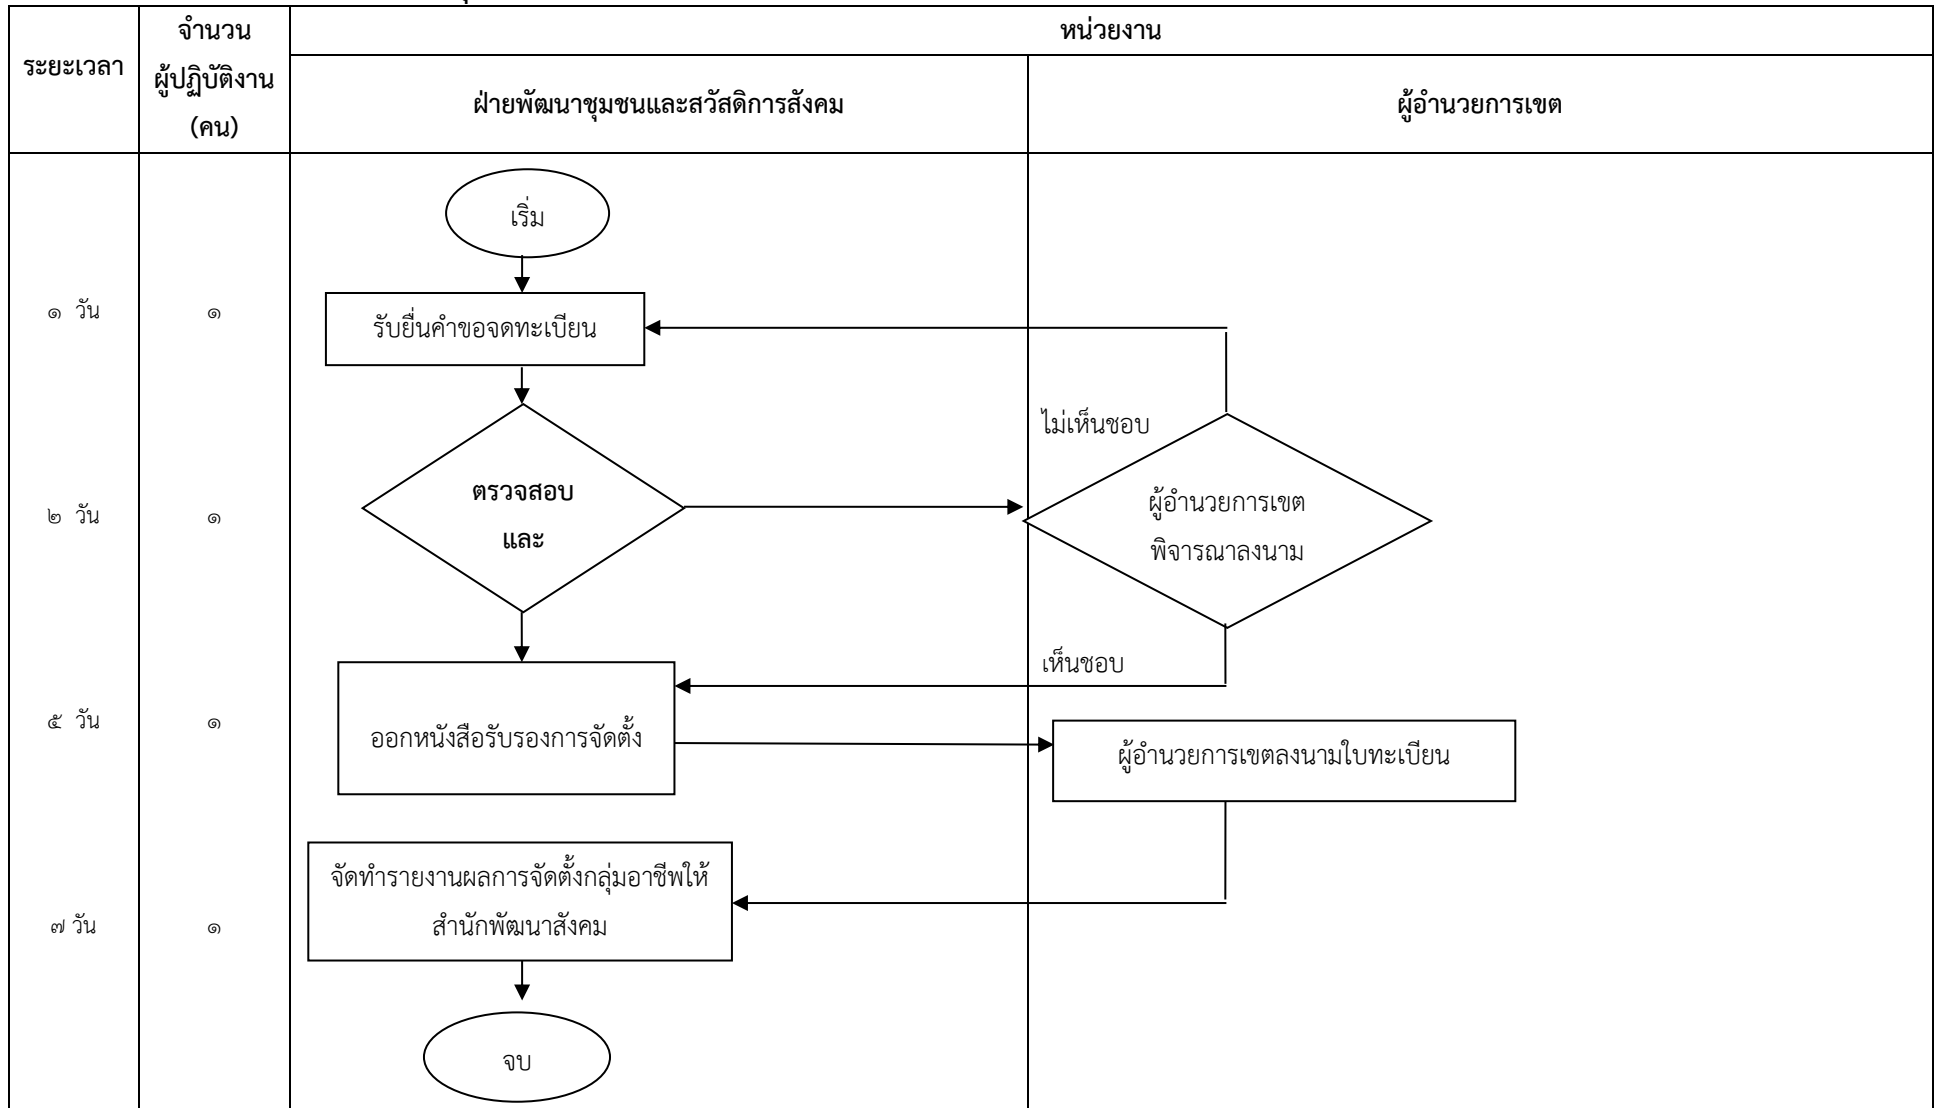 ระยะเวลา
จำนวน
ผู้ปฏิบัติงาน
(คน)
หน่วยงาน
ฝ่ายพัฒนาชุมชนและสวัสดิการสังคม
ผู้อำนวยการเขต
เริ่ม
๑ วัน
๑
รับยื่นคำขอจดทะเบียน
ไม่เห็นชอบ
๒ วัน
๑
ตรวจสอบ
และ
ผู้อำนวยการเขต
พิจารณาลงนาม
เห็นชอบ
๕ วัน
๑
ออกหนังสือรับรองการจัดตั้ง
ผู้อำนวยการเขตลงนามใบทะเบียน
๗ วัน
๑
จัดทำรายงานผลการจัดตั้งกลุ่มอาชีพให้
สำนักพัฒนาสังคม
จบ